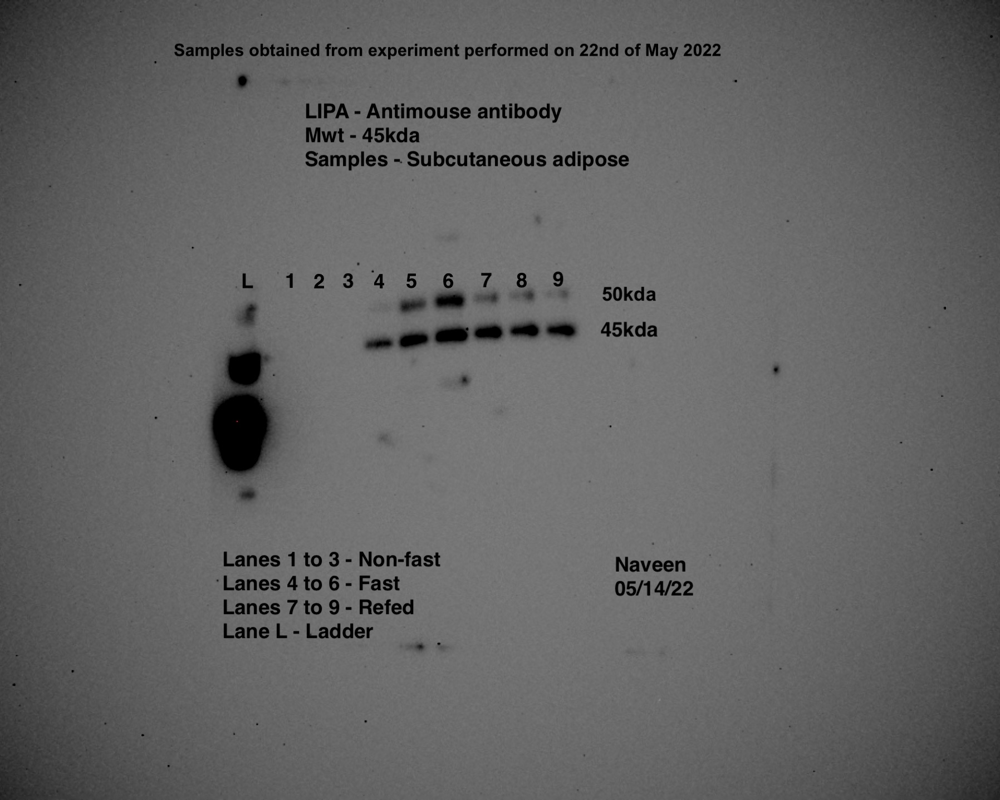 Samples obtained from experiment performed on 22nd of May 2022
LIPA - Antimouse antibody
Mwt - 45kda
Samples - Subcutaneous adipose
L 1 2 3 4 5 6 7 8 9
50kda
45kda
Lanes 1 to 3 - Non-fast
Lanes 4 to 6 - Fast
Lanes 7 to 9 - Refed
Lane L - Ladder
Naveen
05/14/22